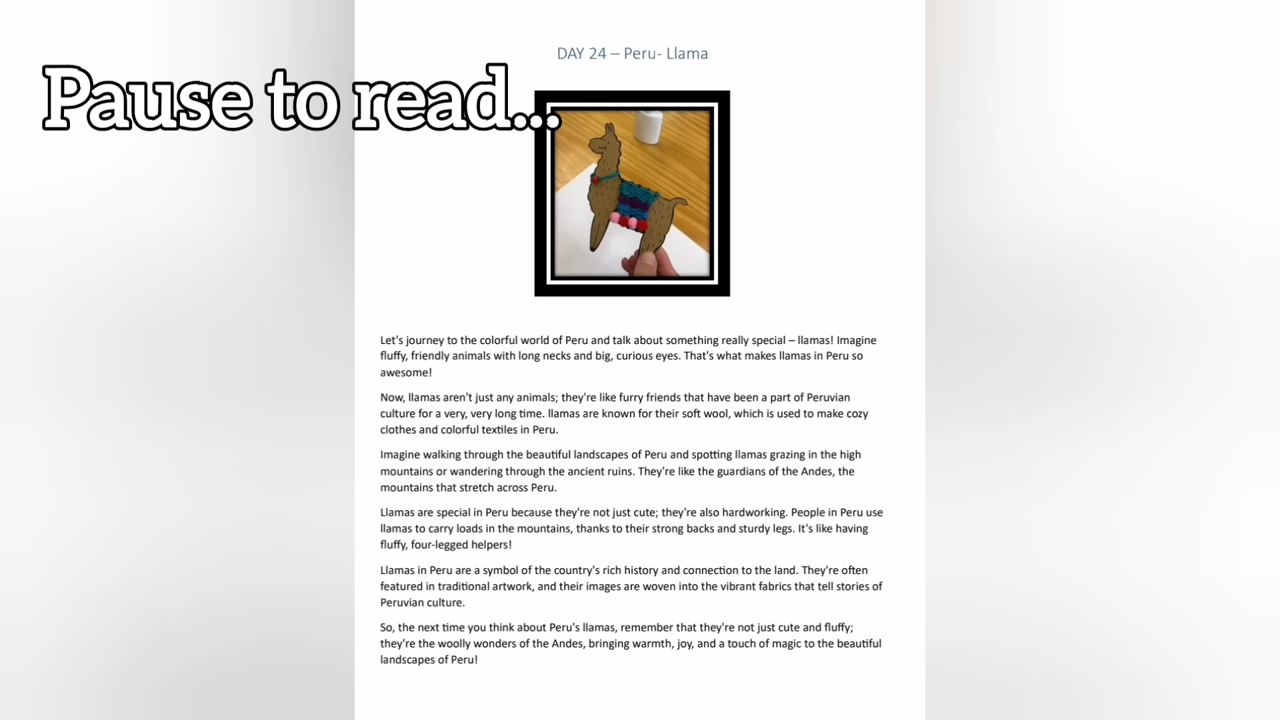 DAY 24 – Peru- Llama
Pause to read...
Let's journey to the colorful world of Peru and talk about something really special – llamas! Imagine
fluffy, friendly animals with long necks and big, curious eyes. That's what makes llamas in Peru so
awesome!
Now, llamas aren't just any animals; they're like furry friends that have been a part of Peruvian
culture for a very, very long time. llamas are known for their soft wool, which is used to make cozy
clothes and colorful textiles in Peru.
Imagine walking through the beautiful landscapes of Peru and spotting llamas grazing in the high
mountains or wandering through the ancient ruins. They're like the guardians of the Andes, the
mountains that stretch across Peru.
Llamas are special in Peru because they're not just cute; they're also hardworking. People in Peru use
llamas to carry loads in the mountains, thanks to their strong backs and sturdy legs. It's like having
fluffy, four-legged helpers!
Llamas in Peru are a symbol of the country's rich history and connection to the land. They're often
featured in traditional artwork, and their images are woven into the vibrant fabrics that tell stories of
Peruvian culture.
So, the next time you think about Peru's llamas, remember that they're not just cute and fluffy;
they're the woolly wonders of the Andes, bringing warmth, joy, and a touch of magic to the beautiful
landscapes of Peru!